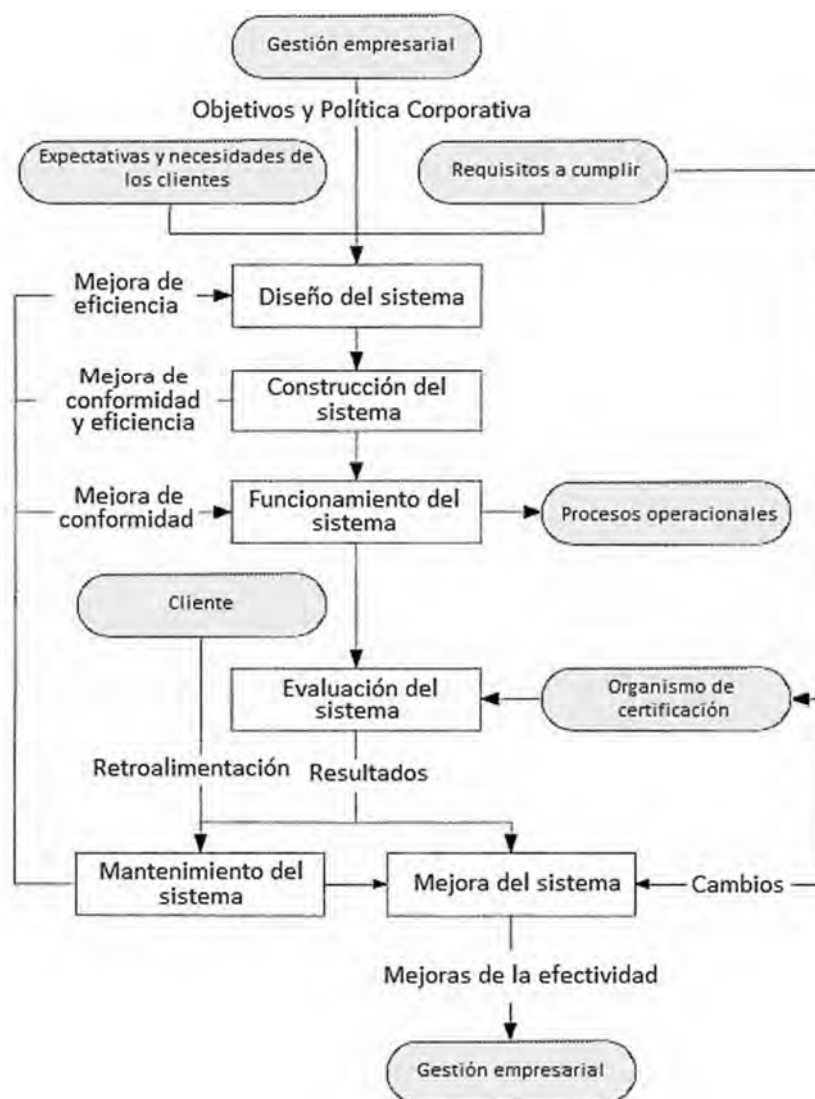 Gestión empresarial
Objetivos y Política Corporativa
Expectativas y necesidades de
los clientes
Requisitos a cumplir
Mejora de
eficiencia
Diseño del sistema
Mejora de
conformidad
y eficiencia
Construcción del
sistema
Mejora de
conformidad
Funcionamiento del
sistema
Procesos operacionales
Cliente
Evaluación del
sistema
Organismo de
certificación
Retroalimentación
Resultados
Mantenimiento del
sistema
Mejora del sistema
Cambios
Mejoras de la efectividad
Gestión empresarial